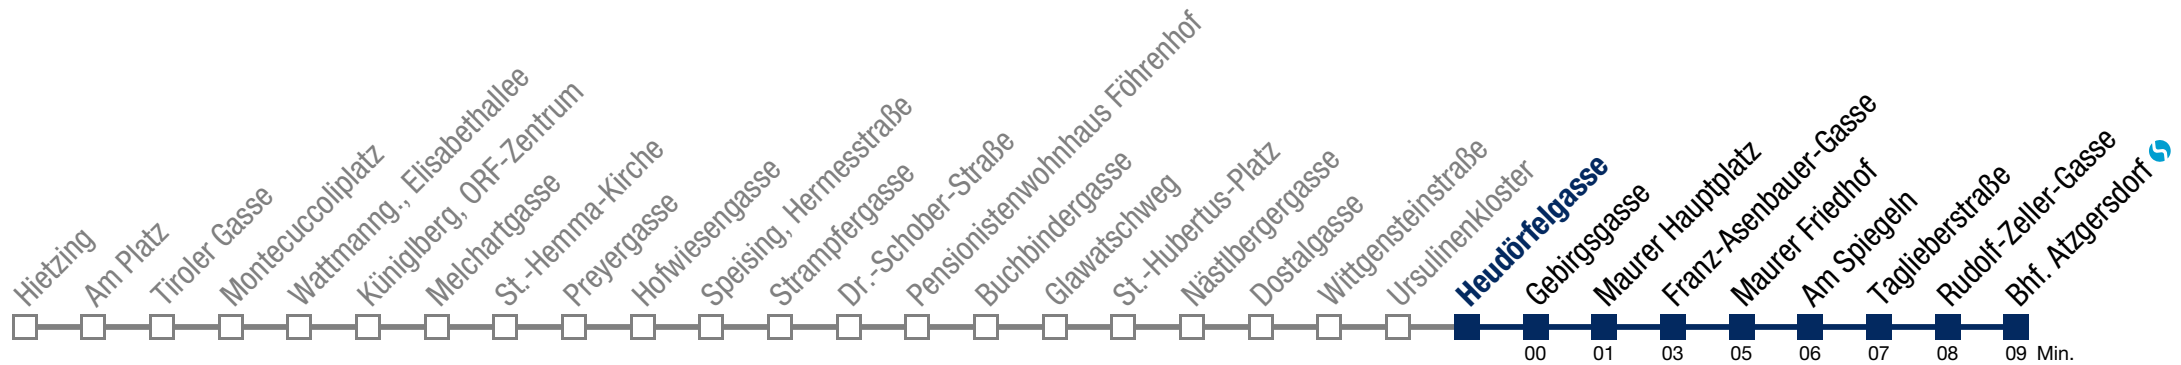 Hietzing
Am Platz
Tiroler Gasse
Montecuccoliplatz
Wattmanng., Elisabethallee
Küniglberg, ORF-Zentrum
Melchartgasse
St.-Hemma-Kirche
Preyergasse
Hofwiesengasse
Speising, Hermesstraße
Strampfergasse
Dr.-Schober-Straße
Pensionistenwohnhaus Föhrenhof
Buchbindergasse
Glawatschweg
St.-Hubertus-Platz
Nästlbergergasse
Dostalgasse
Wittgensteinstraße
Ursulinenkloster
Heudörfelgasse
Gebirgsgasse
Maurer Hauptplatz
Franz-Asenbauer-Gasse
Maurer Friedhof
Am Spiegeln
Taglieberstraße
Rudolf-Zeller-Gasse
Bhf. Atzgersdorf
00 01 03 05 06 07 08 09 Min.